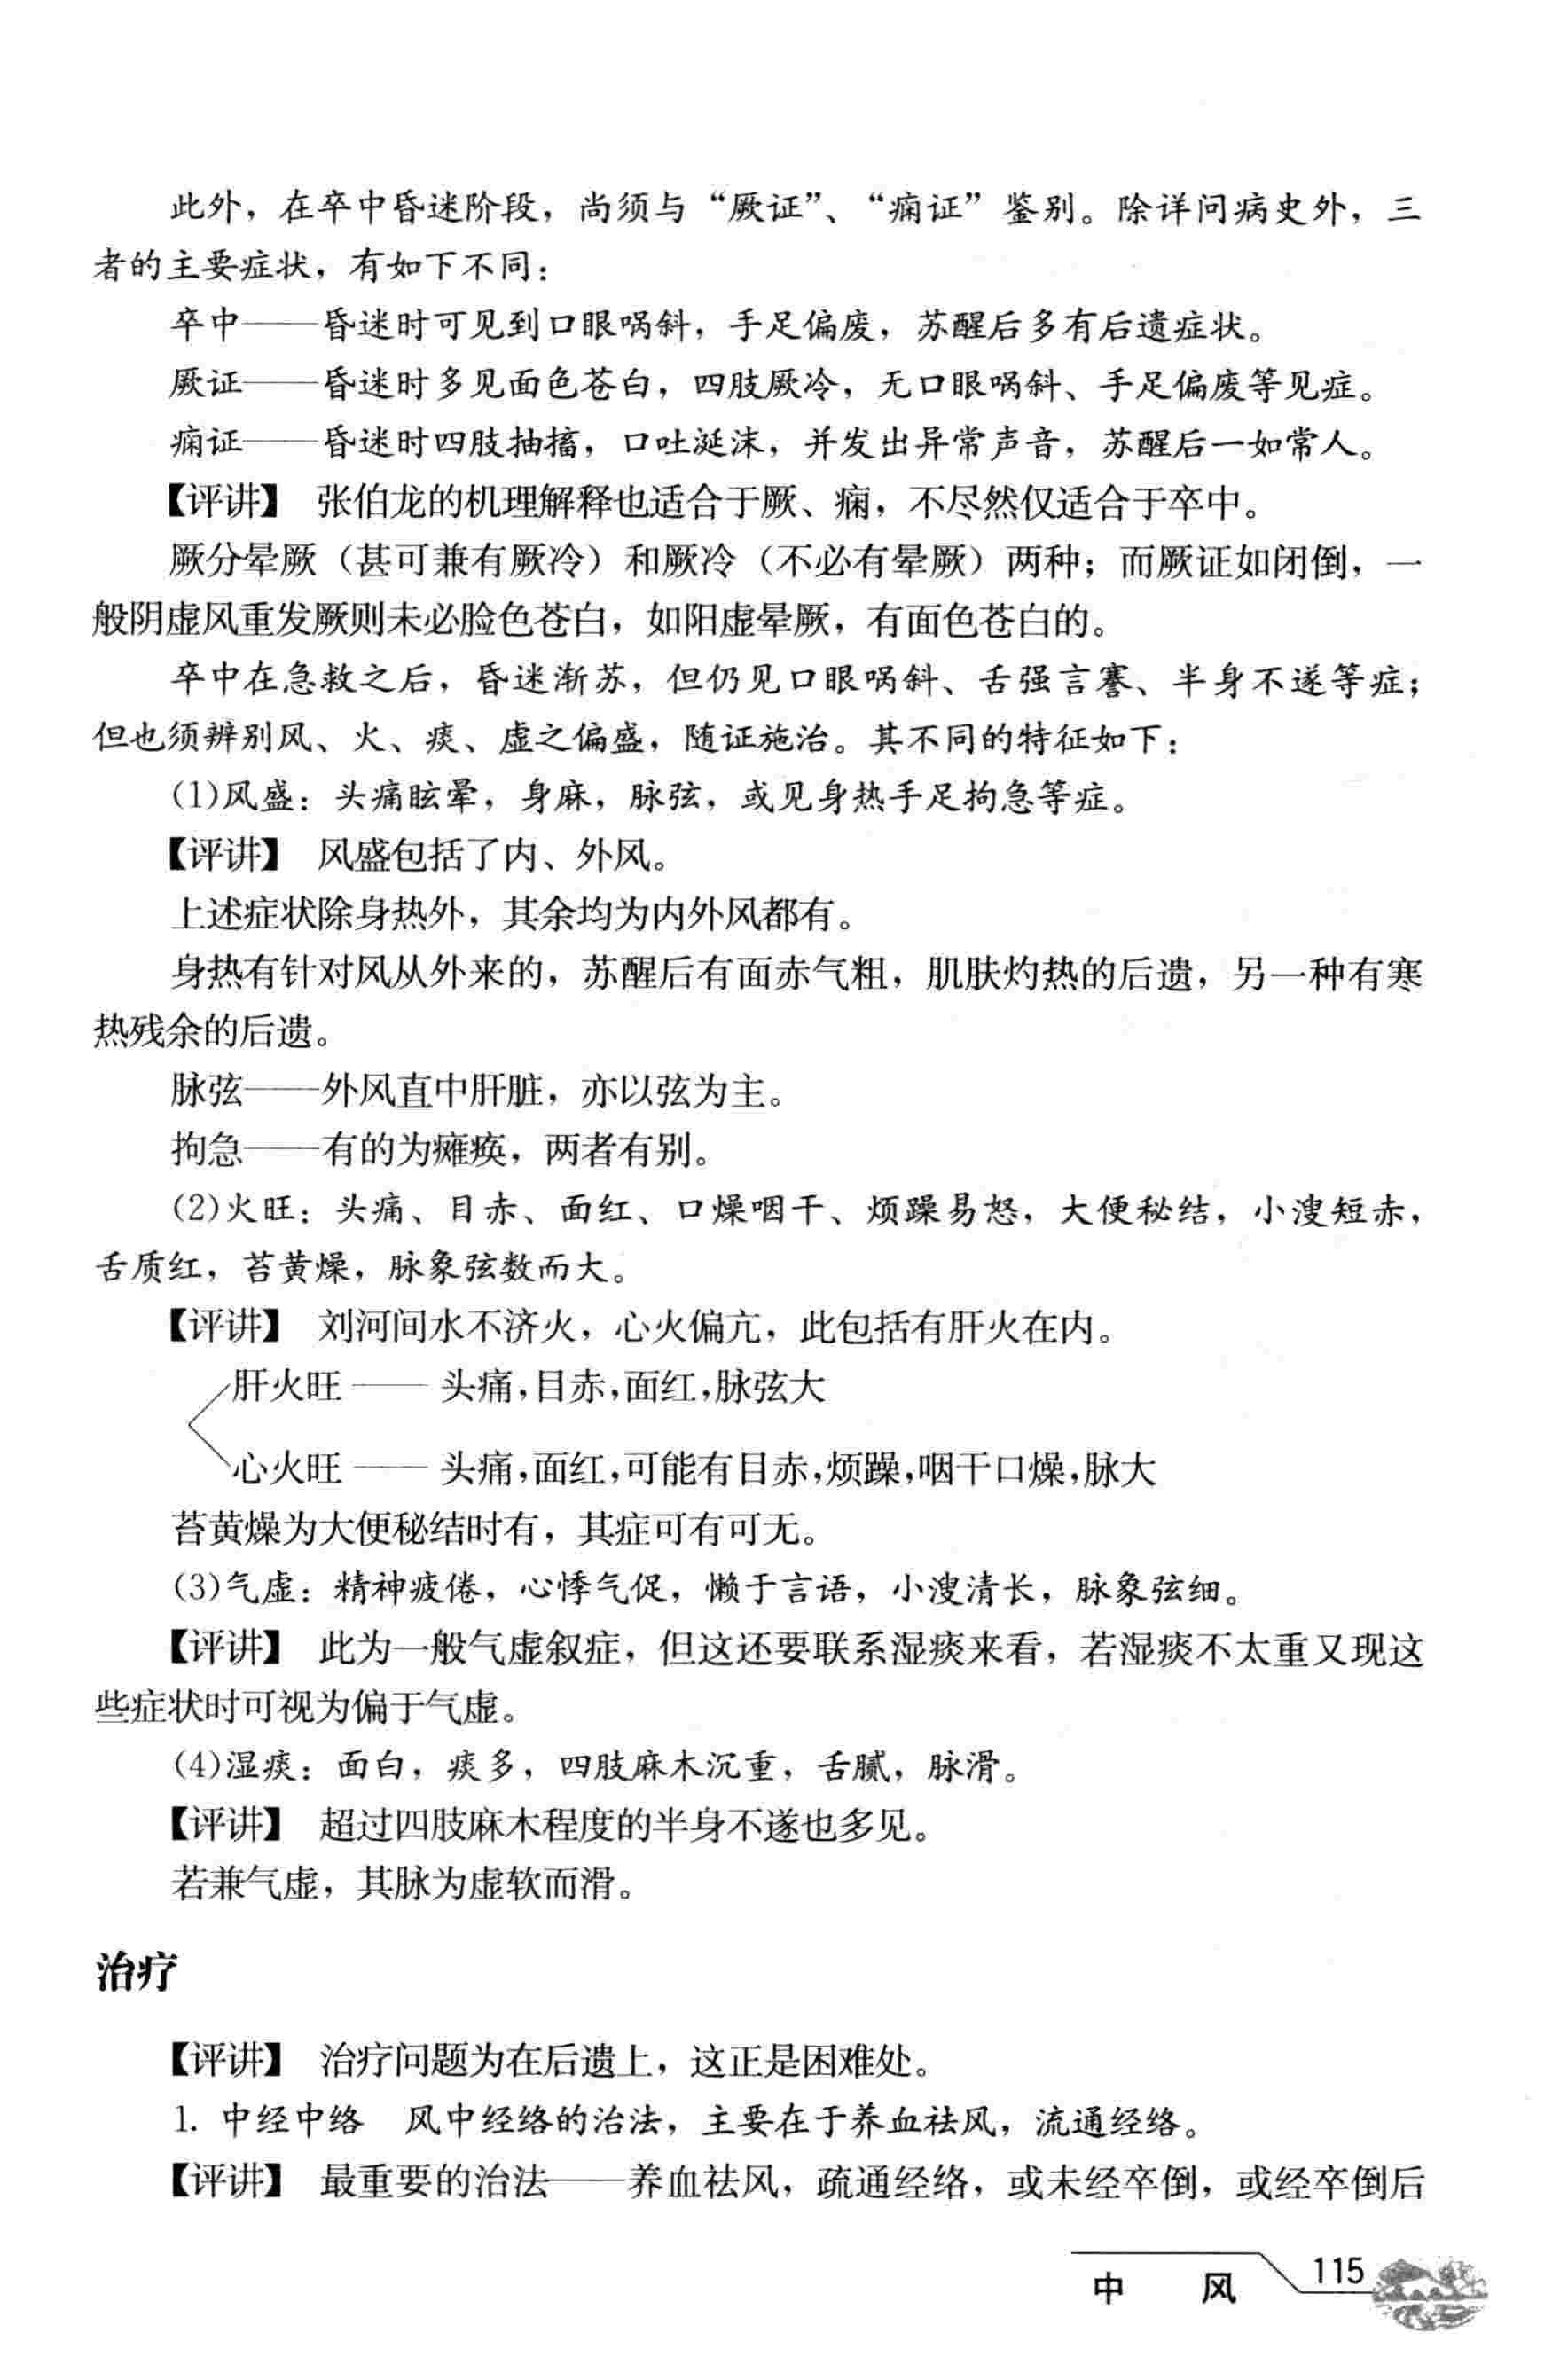 此外，在卒中昏迷阶段，尚须与“厥证”、“痫证”鉴别。除详问病史外，三
者的主要症状，有如下不同：
卒中——昏迷时可见到口眼㖞斜，手足偏废，苏醒后多有后遗症状。
厥证——昏迷时多见面色苍白，四肢厥冷，无口眼㖞斜、手足偏废等见症。
痫证——昏迷时四肢抽搐，口吐涎沫，并发出异常声音，苏醒后一如常人。
【评讲】 张伯龙的机理解释也适合于厥、痫，不尽然仅适合于卒中。
厥分晕厥（甚可兼有厥冷）和厥冷（不必有晕厥）两种；而厥证如闭倒，一
般阴虚风重发厥则未必脸色苍白，如阳虚晕厥，有面色苍白的。
卒中在急救之后，昏迷渐苏，但仍见口眼㖞斜、舌强言謇、半身不遂等症；
但也须辨别风、火、痰、虚之偏盛，随证施治。其不同的特征如下：
(1)风盛：头痛眩晕，身麻，脉弦，或见身热手足拘急等症。
【评讲】 风盛包括了内、外风。
上述症状除身热外，其余均为内外风都有。
身热有针对风从外来的，苏醒后有面赤气粗，肌肤灼热的后遗，另一种有寒
热残余的后遗。
脉弦——外风直中肝脏，亦以弦为主。
拘急——有的为瘫痪，两者有别。
(2)火旺：头痛、目赤、面红、口燥咽干、烦躁易怒，大便秘结，小溲短赤，
舌质红，苔黄燥，脉象弦数而大。
【评讲】 刘河间水不济火，心火偏亢，此包括有肝火在内。
肝火旺——头痛,目赤,面红,脉弦大
心火旺——头痛,面红,可能有目赤,烦躁,咽干口燥,脉大
苔黄燥为大便秘结时有，其症可有可无。
(3)气虚：精神疲倦，心悸气促，懒于言语，小溲清长，脉象弦细。
【评讲】 此为一般气虚叙症，但这还要联系湿痰来看，若湿痰不太重又现这
些症状时可视为偏于气虚。
(4)湿痰：面白，痰多，四肢麻木沉重，舌腻，脉滑。
【评讲】 超过四肢麻木程度的半身不遂也多见。
若兼气虚，其脉为虚软而滑。
治疗
【评讲】 治疗问题为在后遗上，这正是困难处。
1. 中经中络 风中经络的治法，主要在于养血祛风，流通经络。
【评讲】 最重要的治法——养血祛风，疏通经络，或未经卒倒，或经卒倒后
中 风 115